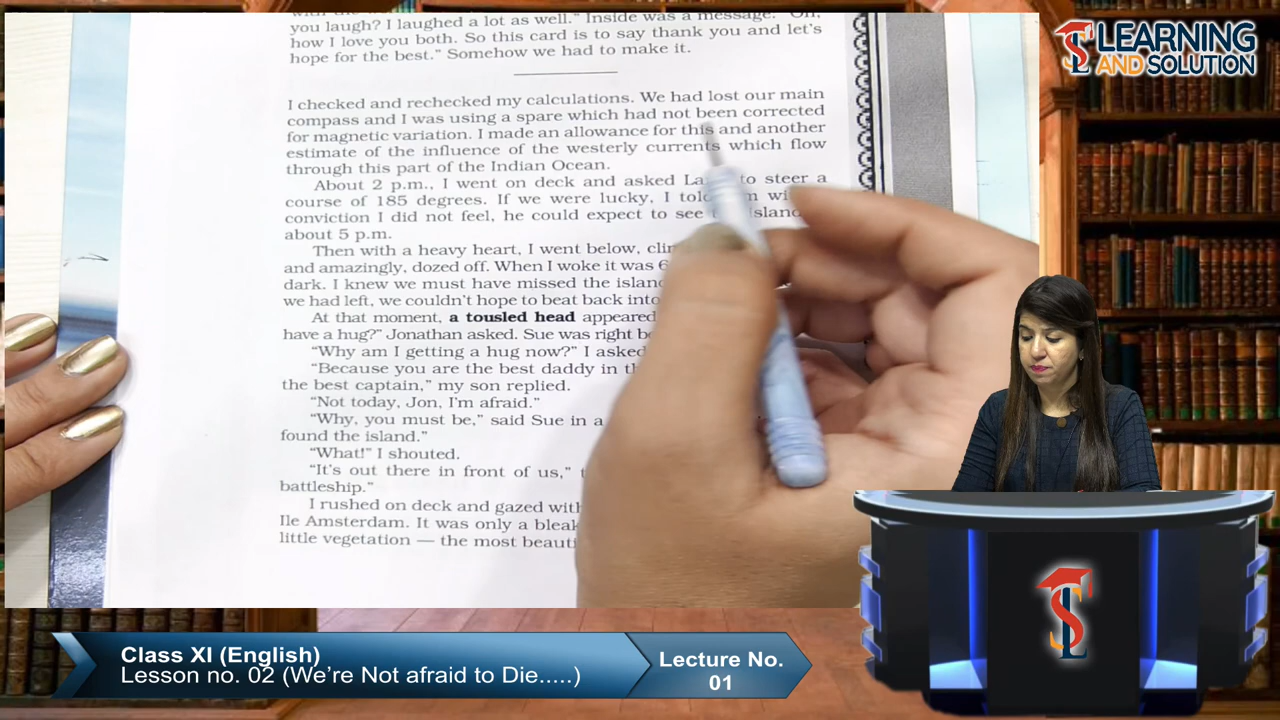 you laugh? I laughed a lot as well." Inside was a message. "Oh,
how I love you both. So this card is to say thank you and let's
hope for the best." Somehow we had to make it.
I checked and rechecked my calculations. We had lost our main
compass and I was using a spare which had not been corrected
for magnetic variation. I made an allowance for this and another
estimate of the influence of the westerly currents which flow
through this part of the Indian Ocean.
About 2 p.m., I went on deck and asked to steer a
course of 185 degrees. If we were lucky, I
conviction I did not feel, he could expect to see
about 5 p.m.
Then with a heavy heart, I went below,
and amazingly, dozed off. When I woke it was 6
dark. I knew we must have missed the
we had left, we couldn't hope to beat back into
At that moment, a tousled head appeared
have a hug?" Jonathan asked. Sue was right
"Why am I getting a hug now?" I asked
"Because you are the best daddy in
the best captain," my son replied.
"Not today, Jon, I'm afraid."
"Why, you must be," said Sue in a
found the island."
"What!" I shouted.
"It's out there in front of us,"
battleship."
I rushed on deck and gazed
Ile Amsterdam. It was only a bleak
little vegetation — the most
LEARNING
AND SOLUTION
Class XI (English)
Lesson no. 02 (We're Not afraid to Die.....)
Lecture No.
01